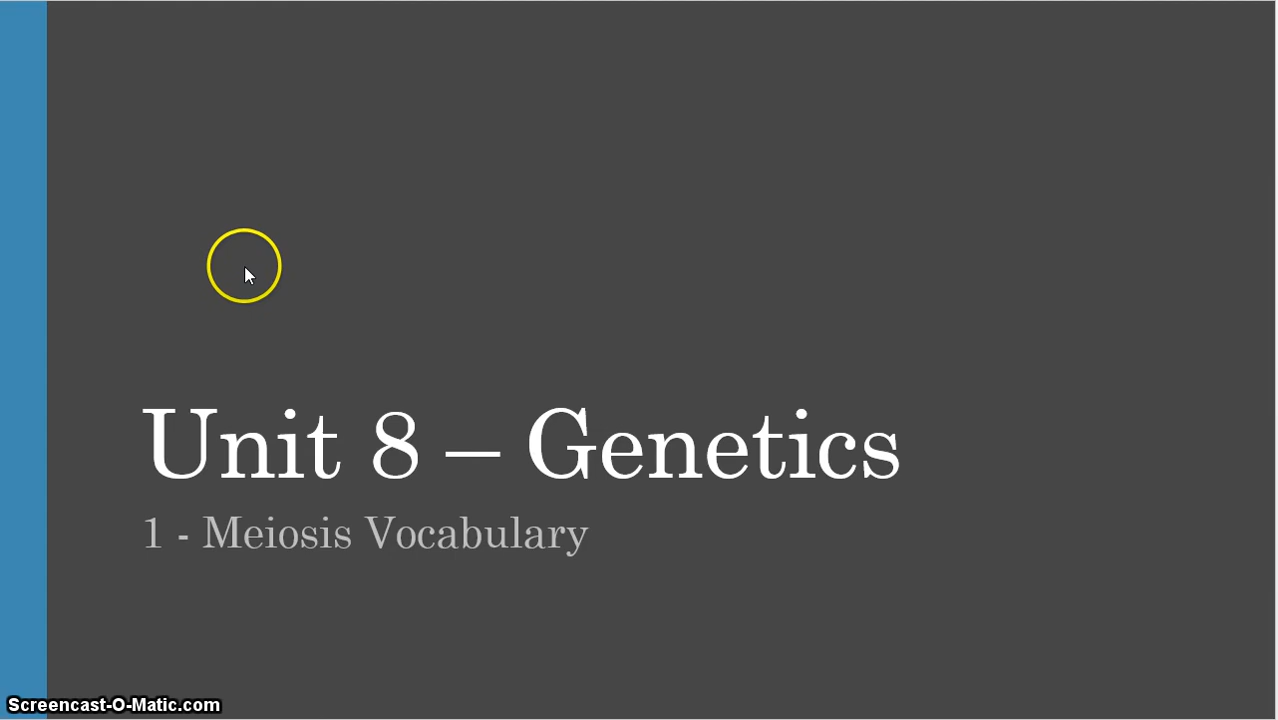 Unit 8 – Genetics
1 - Meiosis Vocabulary
Screencast-O-Matic.com